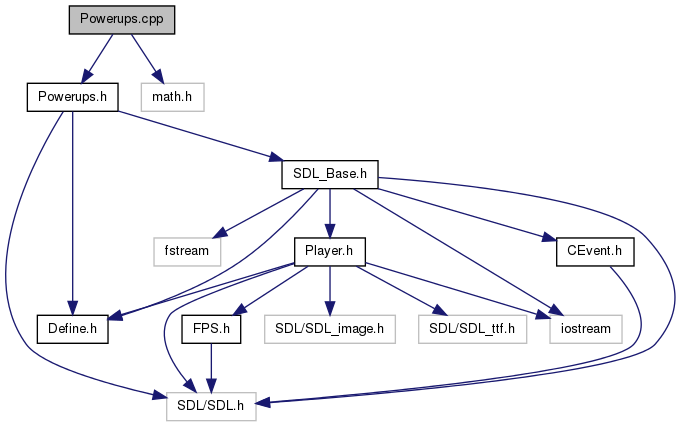 Powerups.cpp
Powerups.h
math.h
SDL_Base.h
fstream
Player.h
CEvent.h
Define.h
FPS.h
SDL/SDL_image.h
SDL/SDL_ttf.h
iostream
SDL/SDL.h